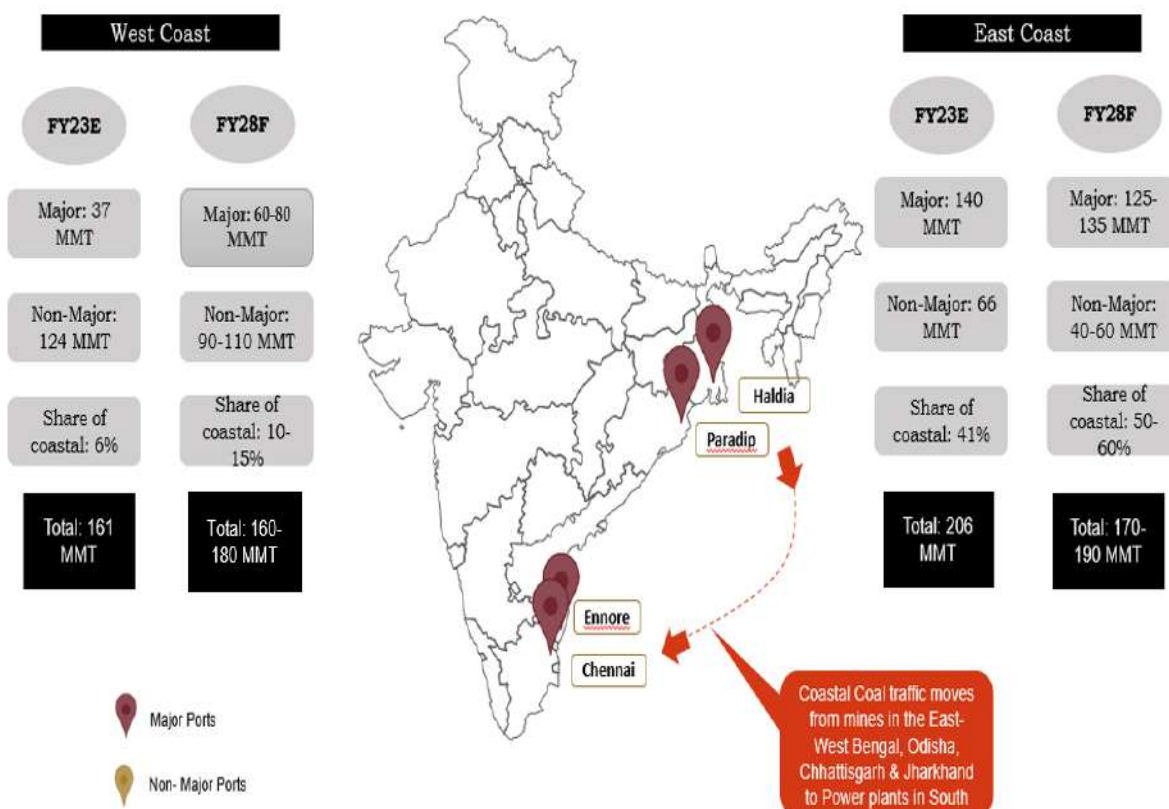 West Coast
FY23E
FY28F
Major: 37
MMT
Major: 60-80
MMT
Non-Major:
124 MMT
Non-Major:
90-110 MMT
Share of
coastal: 6%
Share of
coastal: 10-
15%
Total: 161
MMT
Total: 160-
180 MMT
East Coast
FY23E
FY28F
Major: 140
MMT
Major: 125-
135 MMT
Non-Major: 66
MMT
Non-Major:
40-60 MMT
Share of
coastal: 41%
Share of
coastal: 50-
60%
Total: 206
MMT
Total: 170-
190 MMT
Haldia
Paradip
Ennore
Chennai
Coastal Coal traffic moves
from mines in the East-
West Bengal, Odisha,
Chhattisgarh & Jharkhand
to Power plants in South
Major Ports
Non- Major Ports